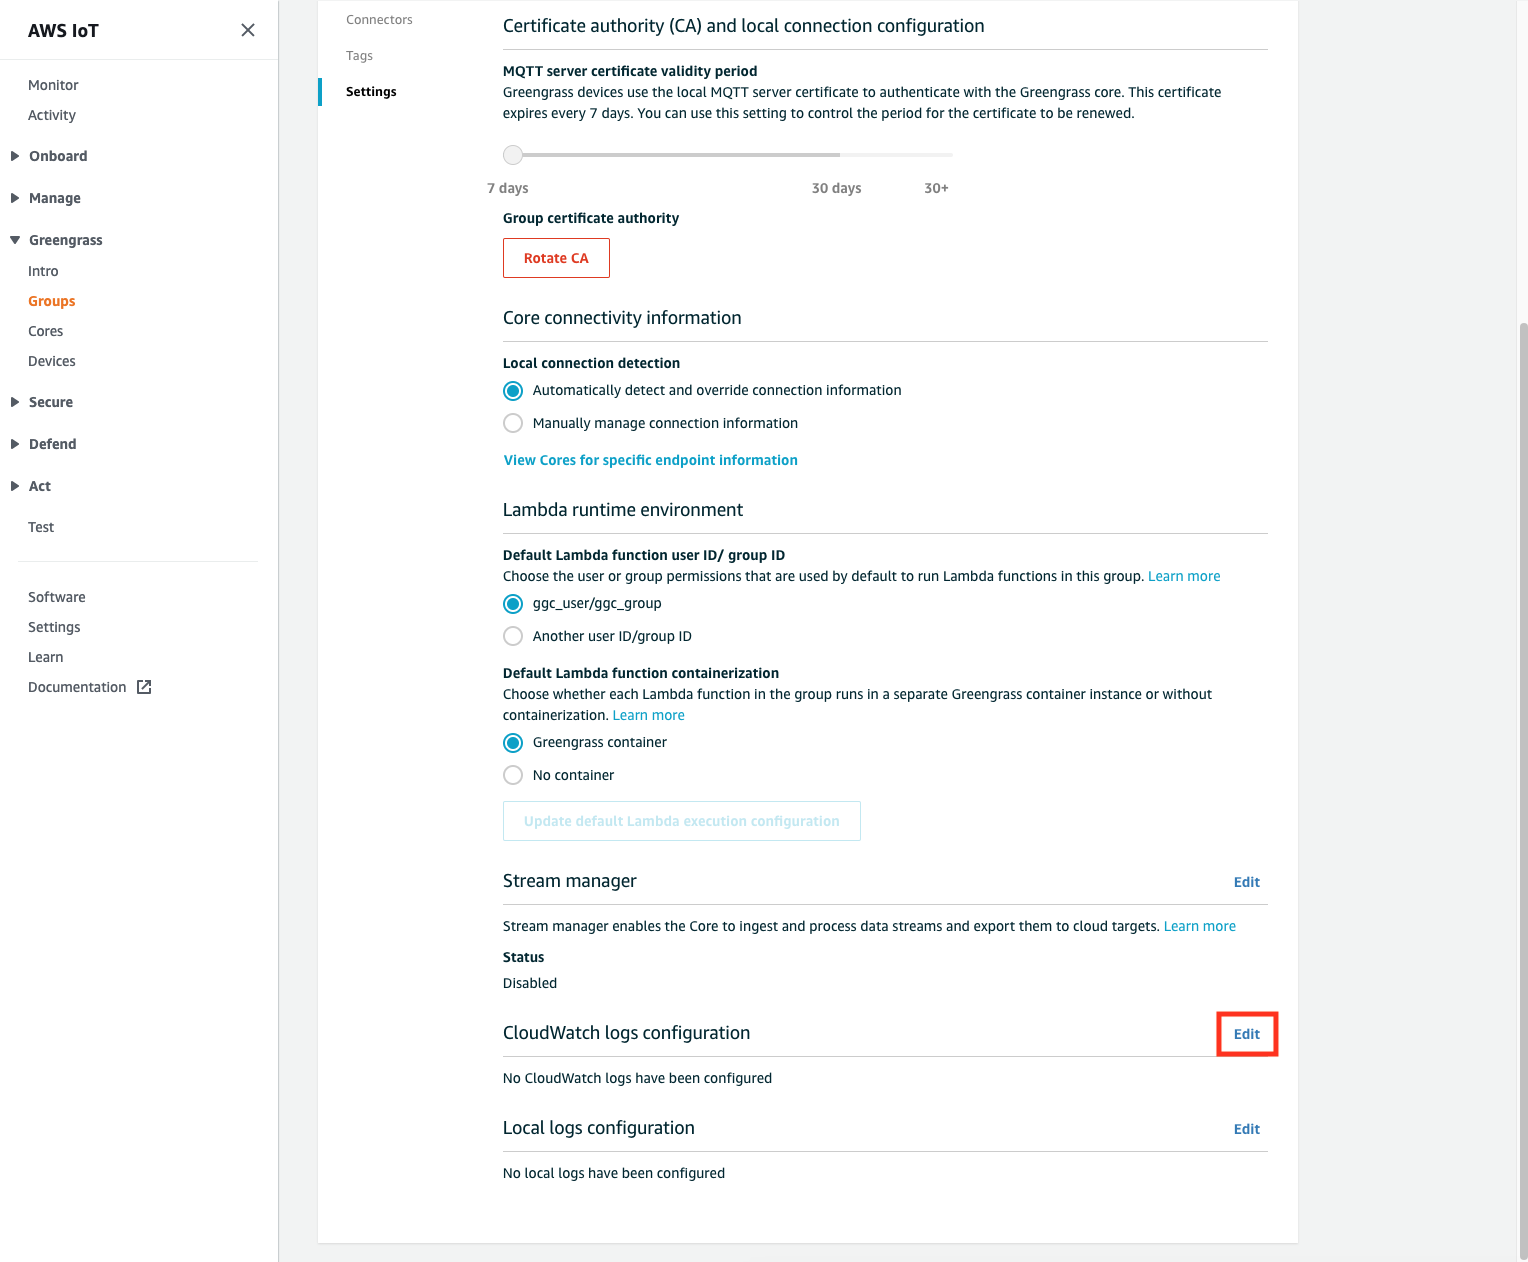 AWS IoT
Monitor
Activity
Onboard
Manage
Greengrass
Intro
Groups
Cores
Devices
Secure
Defend
Act
Test
Software
Settings
Learn
Documentation
Connectors
Tags
Settings
Certificate authority (CA) and local connection configuration
MQTT server certificate validity period
Greengrass devices use the local MQTT server certificate to authenticate with the Greengrass core. This certificate
expires every 7 days. You can use this setting to control the period for the certificate to be renewed.
7 days 30 days 30+
Group certificate authority
Rotate CA
Core connectivity information
Local connection detection
Automatically detect and override connection information
Manually manage connection information
View Cores for specific endpoint information
Lambda runtime environment
Default Lambda function user ID/ group ID
Choose the user or group permissions that are used by default to run Lambda functions in this group. Learn more
ggc_user/ggc_group
Another user ID/group ID
Default Lambda function containerization
Choose whether each Lambda function in the group runs in a separate Greengrass container instance or without
containerization. Learn more
Greengrass container
No container
Update default Lambda execution configuration
Stream manager Edit
Stream manager enables the Core to ingest and process data streams and export them to cloud targets. Learn more
Status
Disabled
CloudWatch logs configuration Edit
No CloudWatch logs have been configured
Local logs configuration Edit
No local logs have been configured